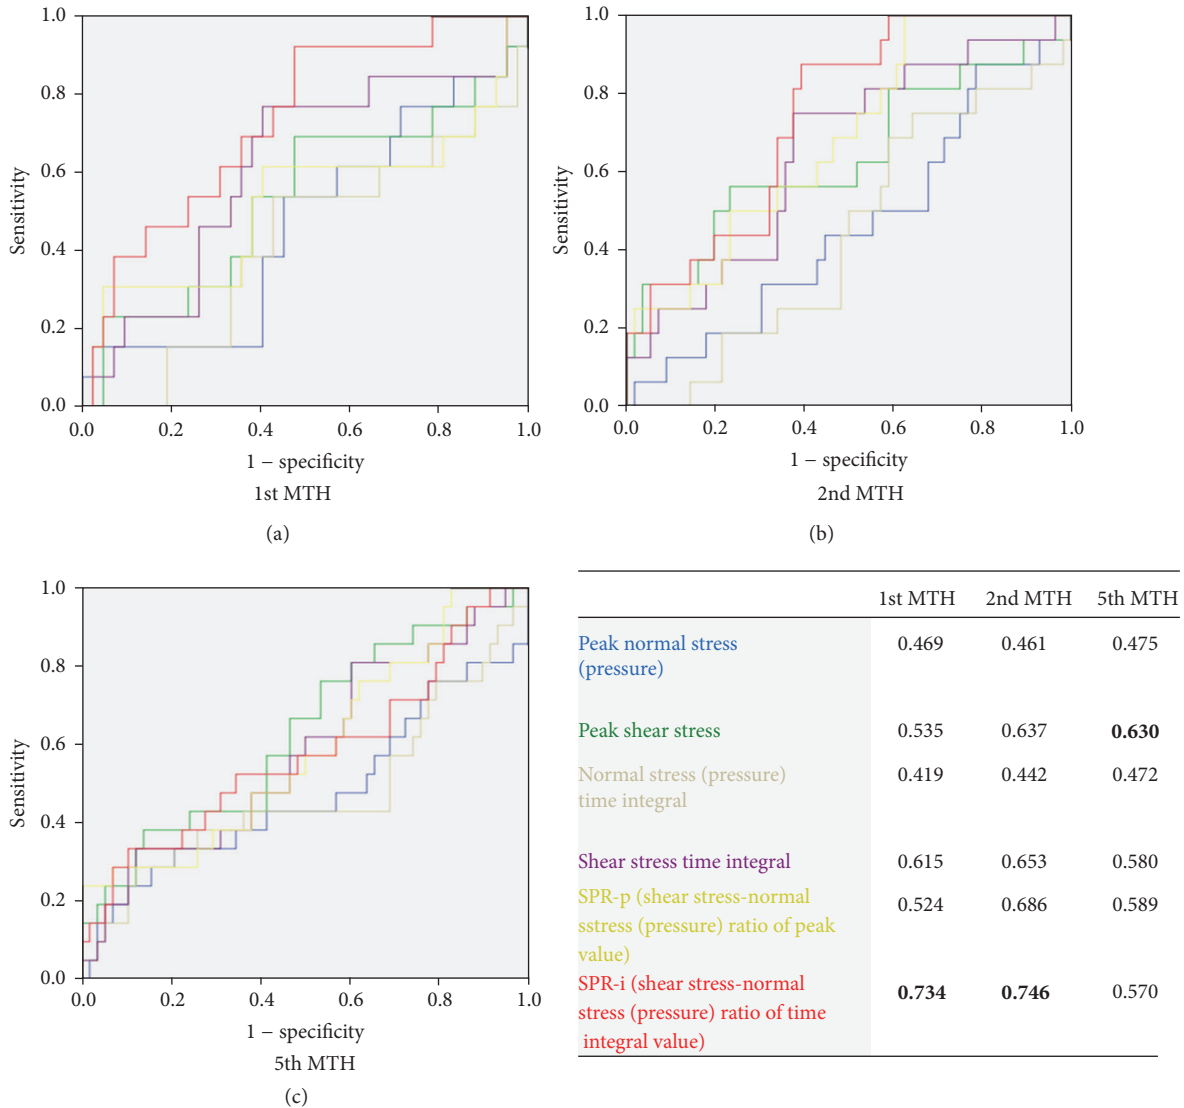 1.0
0.8
0.6
0.4
0.2
0.0
Sensitivity
0.0 0.2 0.4 0.6 0.8 1.0
1 − specificity
1st MTH
(a)
1.0
0.8
0.6
0.4
0.2
0.0
Sensitivity
0.0 0.2 0.4 0.6 0.8 1.0
1 − specificity
2nd MTH
(b)
1.0
0.8
0.6
0.4
0.2
0.0
Sensitivity
0.0 0.2 0.4 0.6 0.8 1.0
1 − specificity
5th MTH
(c)
1st MTH 2nd MTH 5th MTH
Peak normal stress 0.469 0.461 0.475
(pressure)
Peak shear stress 0.535 0.637 0.630
Normal stress (pressure) 0.419 0.442 0.472
time integral
Shear stress time integral 0.615 0.653 0.580
SPR-p (shear stress-normal 0.524 0.686 0.589
sstress (pressure) ratio of peak
value)
SPR-i (shear stress-normal 0.734 0.746 0.570
stress (pressure) ratio of time
integral value)